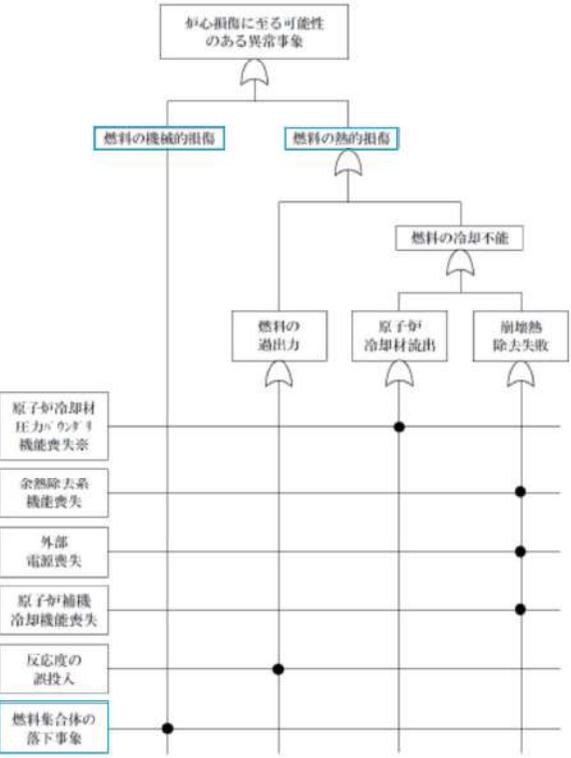 炉心損傷に至る可能性
のある異常事象
燃料の機械的損傷
燃料の熱的損傷
燃料の冷却不能
燃料の
過出力
原子炉
冷却材流出
崩壊熱
除去失敗
原子炉冷却材
圧力バウンダリ
機能喪失※
余熱除去系
機能喪失
外部
電源喪失
原子炉補機
冷却機能喪失
反応度の
誤投入
燃料集合体の
落下事象